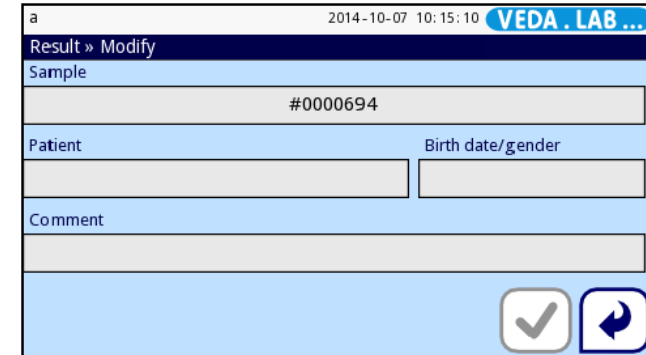 a 2014-10-07 10:15:10 VEDA.LAB...
Result » Modify
Sample
#0000694
Patient Birth date/gender
Comment